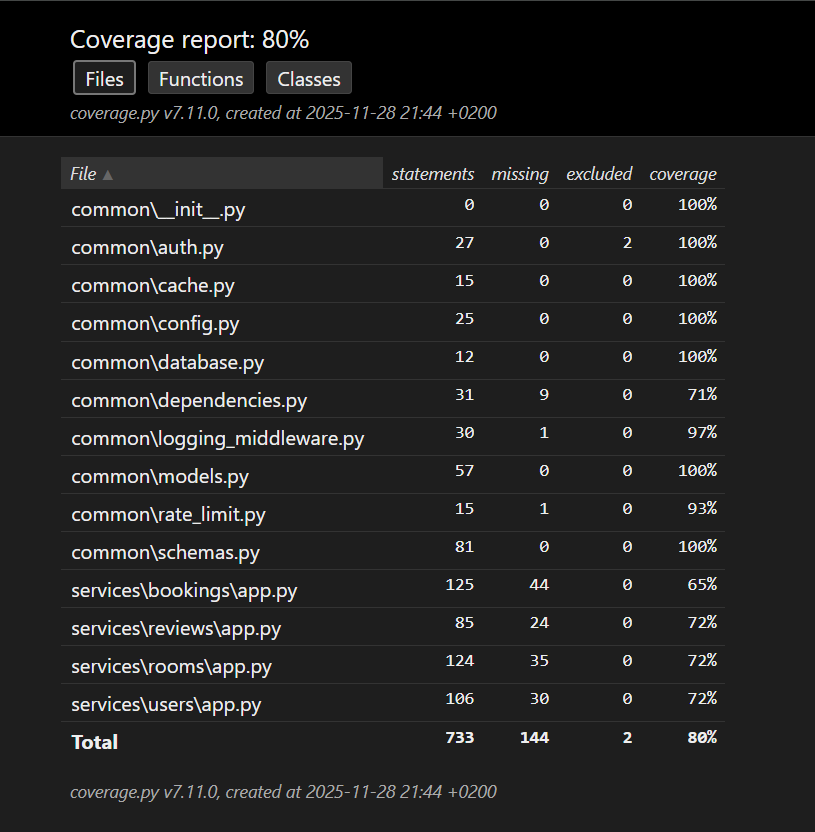 Coverage report: 80%
Files Functions Classes
coverage.py v7.11.0, created at 2025-11-28 21:44 +0200
File ▲ statements missing excluded coverage
common\__init__.py 0 0 0 100%
common\auth.py 27 0 2 100%
common\cache.py 15 0 0 100%
common\config.py 25 0 0 100%
common\database.py 12 0 0 100%
common\dependencies.py 31 9 0 71%
common\logging_middleware.py 30 1 0 97%
common\models.py 57 0 0 100%
common\rate_limit.py 15 1 0 93%
common\schemas.py 81 0 0 100%
services\bookings\app.py 125 44 0 65%
services\reviews\app.py 85 24 0 72%
services\rooms\app.py 124 35 0 72%
services\users\app.py 106 30 0 72%
Total 733 144 2 80%
coverage.py v7.11.0, created at 2025-11-28 21:44 +0200